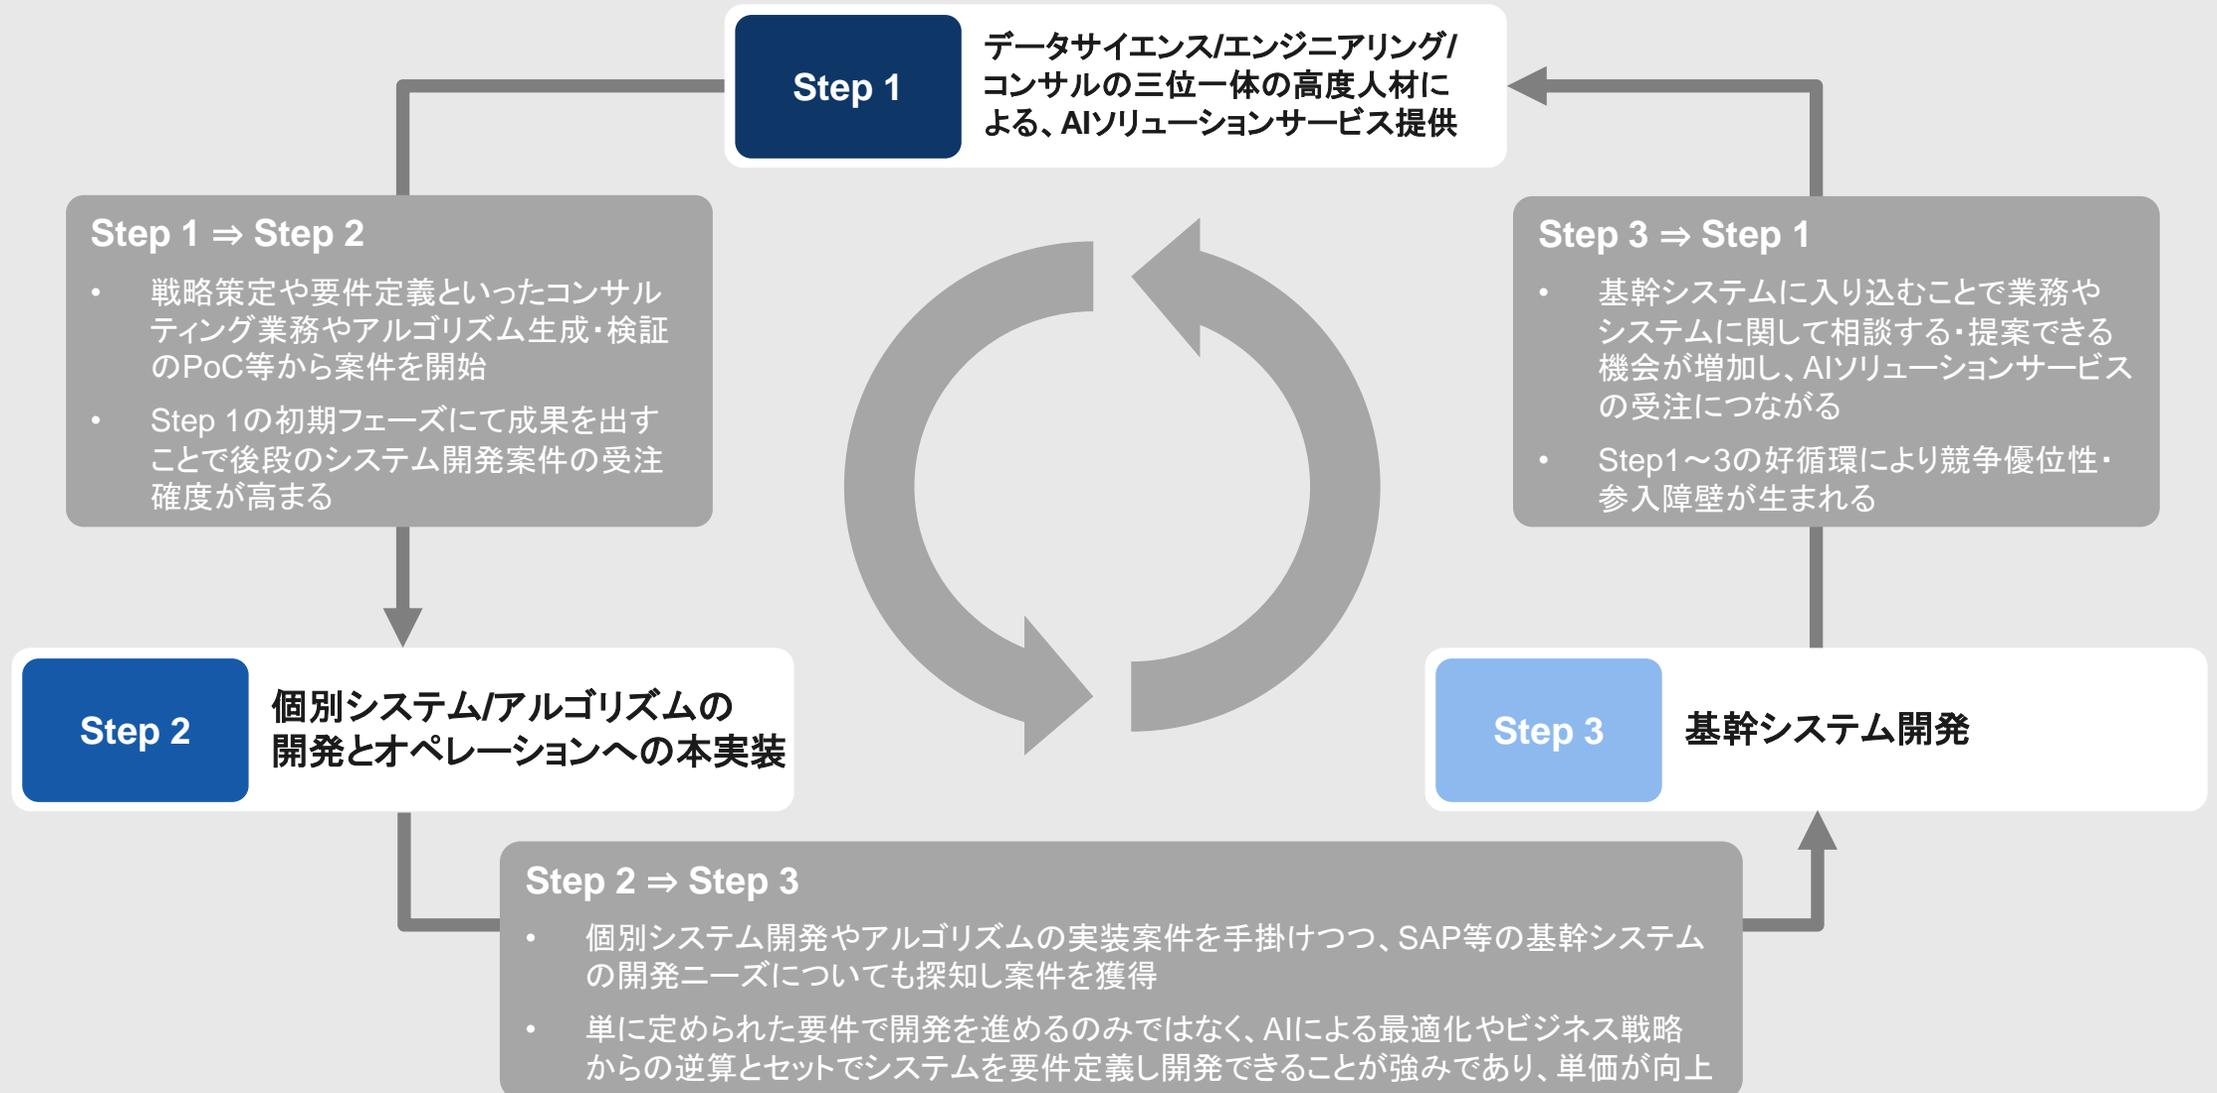 Step 1
データサイエンス/エンジニアリング/
コンサルの三位一体の高度人材に
よる、AIソリューションサービス提供
Step 1 ⇒ Step 2
• 戦略策定や要件定義といったコンサル
ティング業務やアルゴリズム生成・検証
のPoC等から案件を開始
• Step 1の初期フェーズにて成果を出す
ことで後段のシステム開発案件の受注
確度が高まる
Step 3 ⇒ Step 1
• 基幹システムに入り込むことで業務や
システムに関して相談する・提案できる
機会が増加し、AIソリューションサービス
の受注につながる
• Step1～3の好循環により競争優位性・
参入障壁が生まれる
Step 2
個別システム/アルゴリズムの
開発とオペレーションへの本実装
Step 3
基幹システム開発
Step 2 ⇒ Step 3
• 個別システム開発やアルゴリズムの実装案件を手掛けつつ、SAP等の基幹システム
の開発ニーズについても探知し案件を獲得
• 単に定められた要件で開発を進めるのみではなく、AIによる最適化やビジネス戦略
からの逆算とセットでシステムを要件定義し開発できることが強みであり、単価が向上